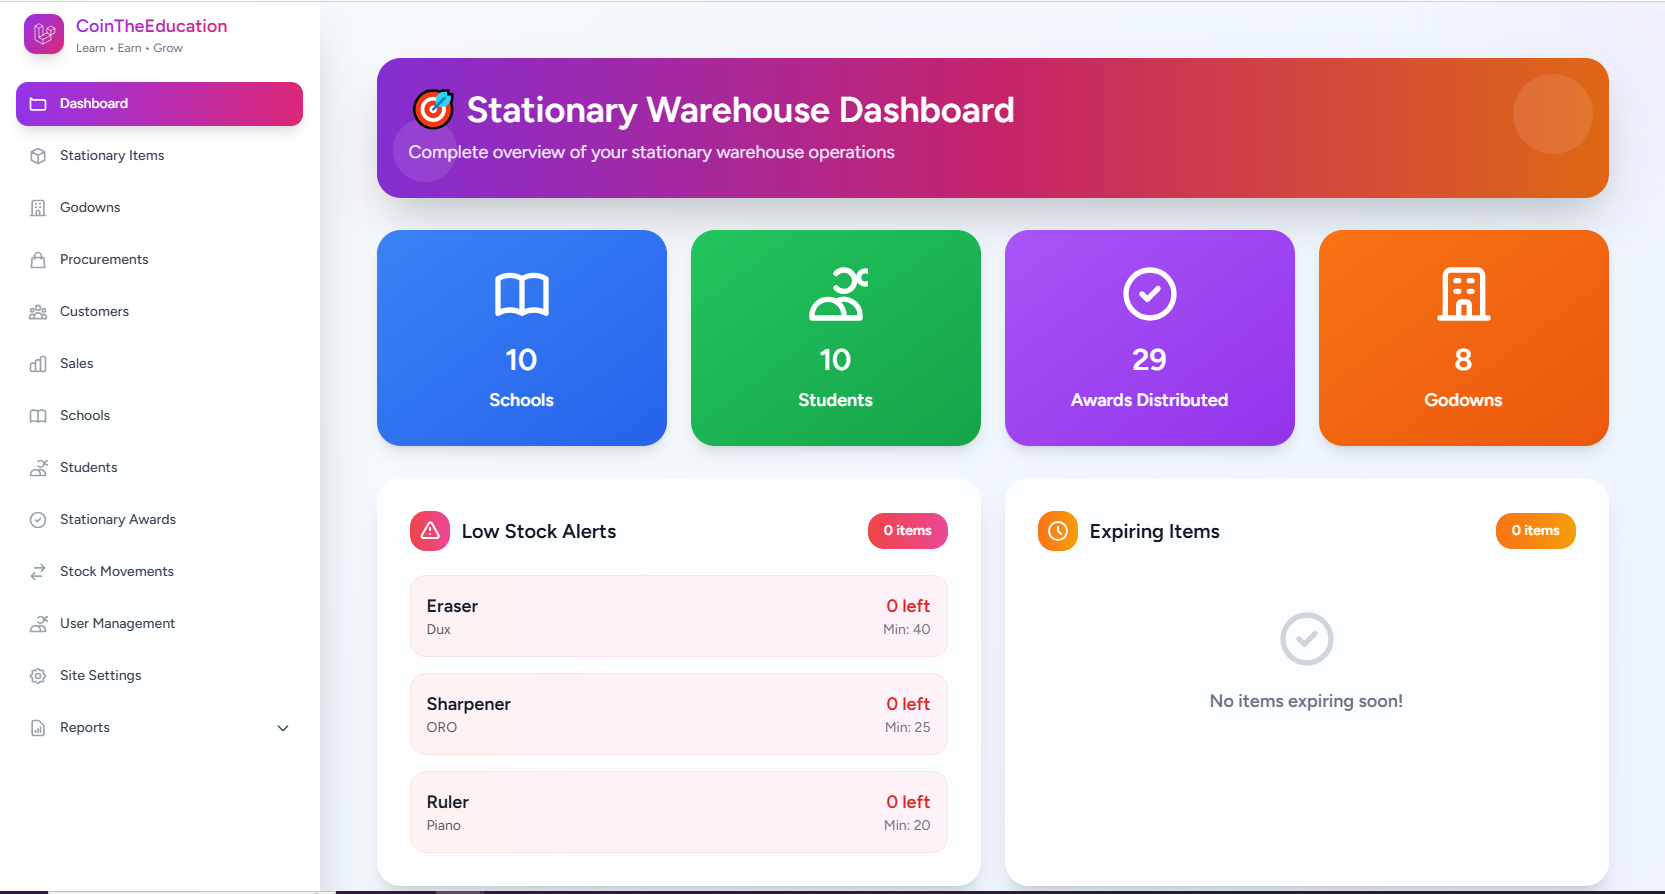 CoinTheEducation
Learn • Earn • Grow
Dashboard
Stationary Items
Godowns
Procurements
Customers
Sales
Schools
Students
Stationary Awards
Stock Movements
User Management
Site Settings
Reports
Stationary Warehouse Dashboard
Complete overview of your stationary warehouse operations
10
Schools
10
Students
29
Awards Distributed
8
Godowns
Low Stock Alerts
0 items
Eraser
0 left
Dux
Min: 40
Sharpener
0 left
ORO
Min: 25
Ruler
0 left
Piano
Min: 20
Expiring Items
0 items
No items expiring soon!